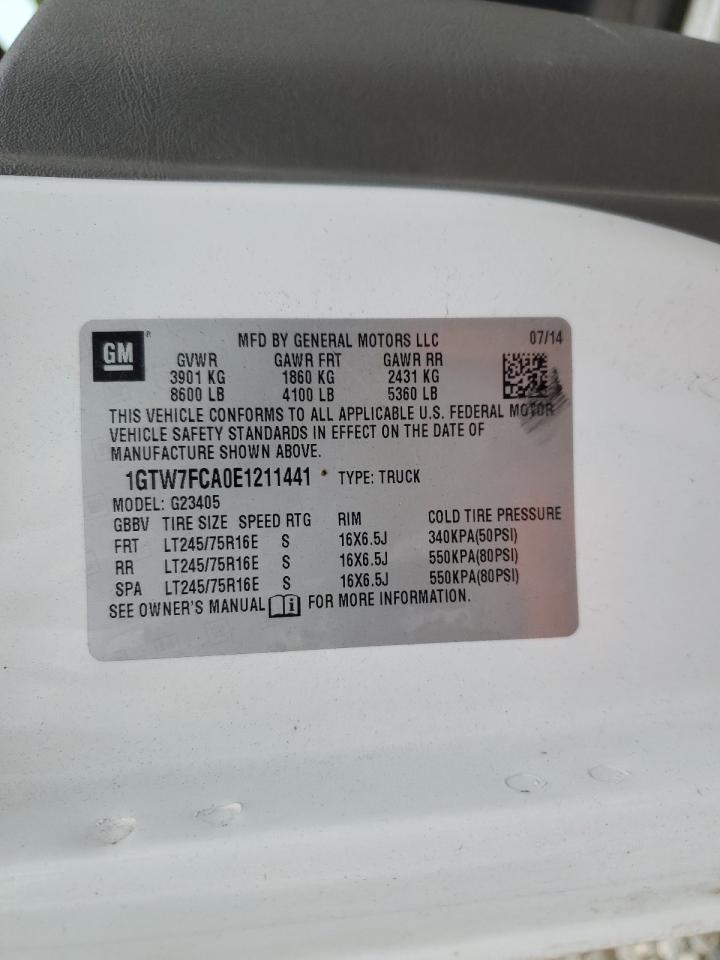 GM ® MFD BY GENERAL MOTORS LLC 07/14
GVWR GAWR FRT GAWR RR
3901 KG 1860 KG 2431 KG
8600 LB 4100 LB 5360 LB
THIS VEHICLE CONFORMS TO ALL APPLICABLE U.S. FEDERAL MOTOR
VEHICLE SAFETY STANDARDS IN EFFECT ON THE DATE OF
MANUFACTURE SHOWN ABOVE.
1GTW7FCA0E1211441 * TYPE: TRUCK
MODEL: G23405
GBBV TIRE SIZE SPEED RTG RIM COLD TIRE PRESSURE
FRT LT245/75R16E S 16X6.5J 340KPA(50PSI)
RR LT245/75R16E S 16X6.5J 550KPA(80PSI)
SPA LT245/75R16E S 16X6.5J 550KPA(80PSI)
SEE OWNER'S MANUAL i FOR MORE INFORMATION.